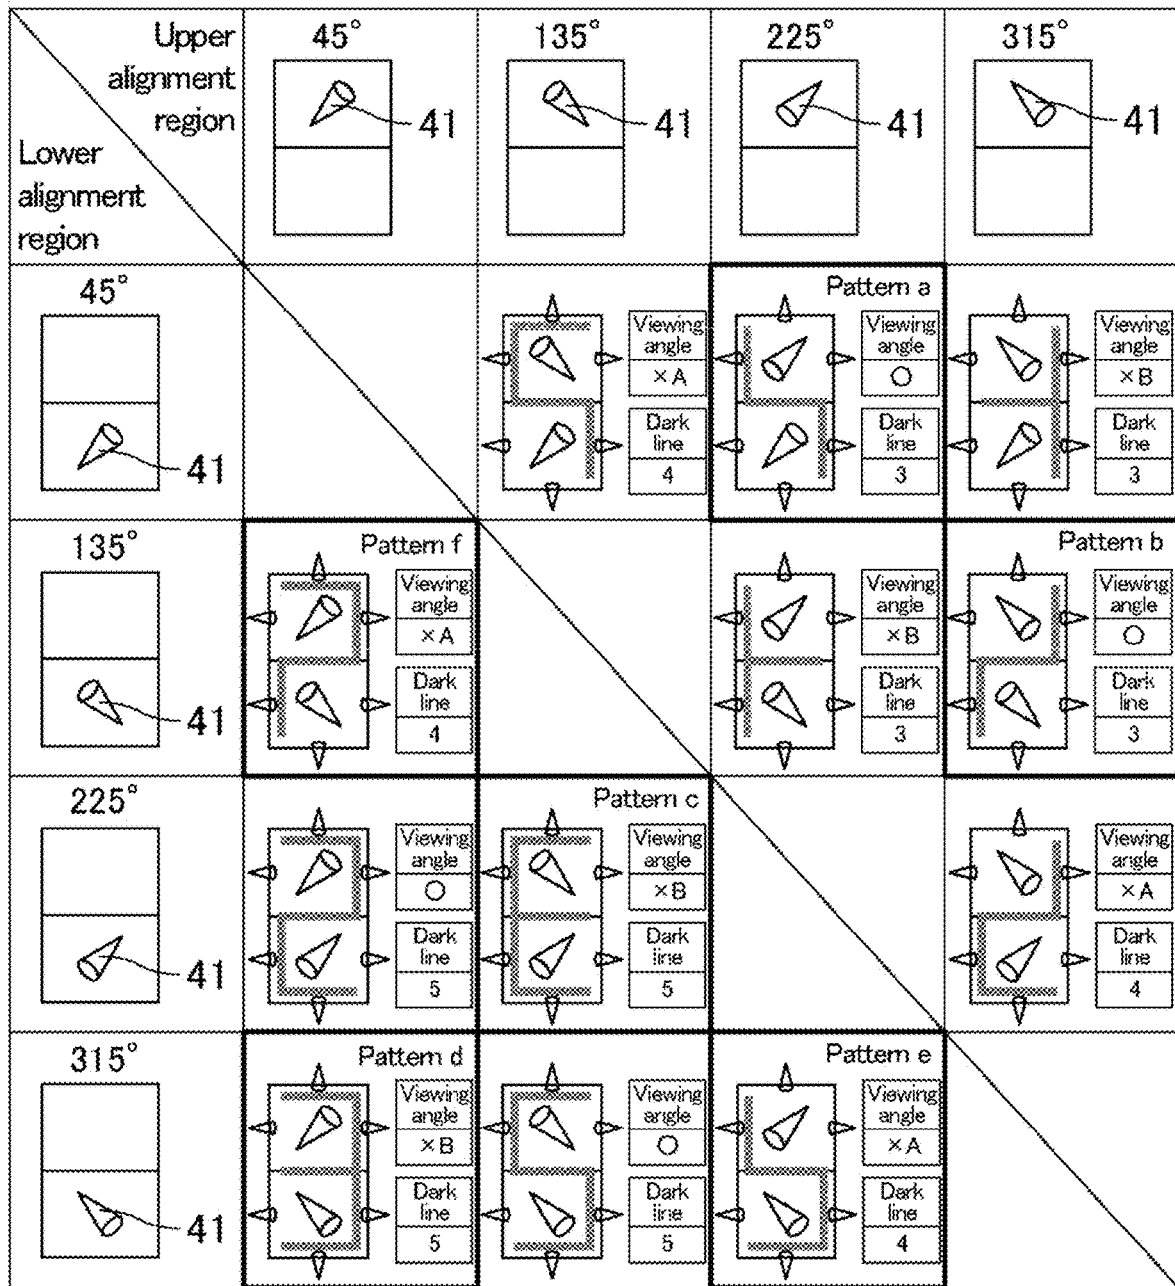 Upper
alignment
region
Lower
alignment
region
45°
41
135°
41
225°
41
315°
41
45°
41
Viewing
angle
×A
Dark
line
4
Pattern a
Viewing
angle
○
Dark
line
3
Viewing
angle
×B
Dark
line
3
135°
41
Pattern f
Viewing
angle
×A
Dark
line
4
Viewing
angle
×B
Dark
line
3
Pattern b
Viewing
angle
○
Dark
line
3
225°
41
Viewing
angle
○
Dark
line
5
Pattern c
Viewing
angle
×B
Dark
line
5
Viewing
angle
×A
Dark
line
4
315°
41
Pattern d
Viewing
angle
×B
Dark
line
5
Viewing
angle
○
Dark
line
5
Pattern e
Viewing
angle
×A
Dark
line
4